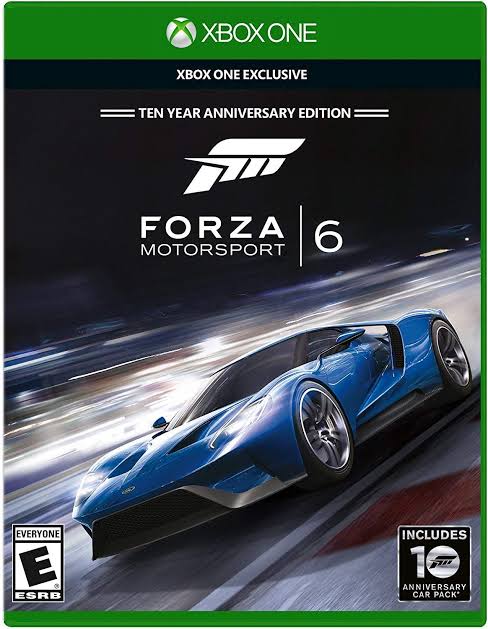 XBOX ONE
XBOX ONE EXCLUSIVE
TEN YEAR ANNIVERSARY EDITION
FORZA
MOTORSPORT
6
EVERYONE
E
ESRB
INCLUDES
10
ANNIVERSARY
CAR PACK*